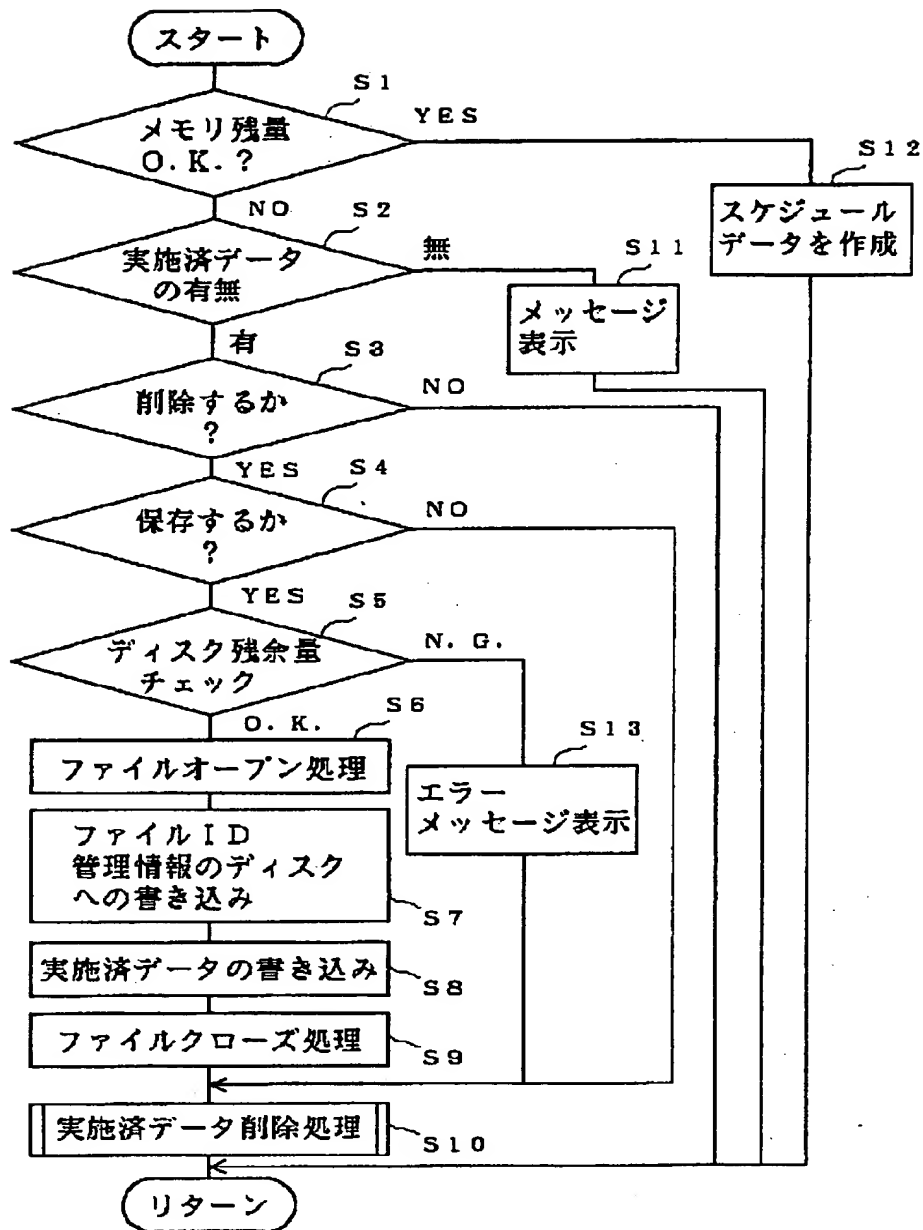 スタート
S1
メモリ残量
O.K.?
YES
S12
スケジュール
データを作成
NO
S2
実施済データ
の有無
無
S11
メッセージ
表示
有
S3
削除するか
?
NO
YES
S4
保存するか
?
NO
YES
S5
ディスク残余量
チェック
N.G.
O.K.
S6
S13
ファイルオープン処理
エラー
メッセージ表示
ファイルID
管理情報のディスク
への書き込み
S7
実施済データの書き込み
S8
ファイルクローズ処理
S9
実施済データ削除処理
S10
リターン